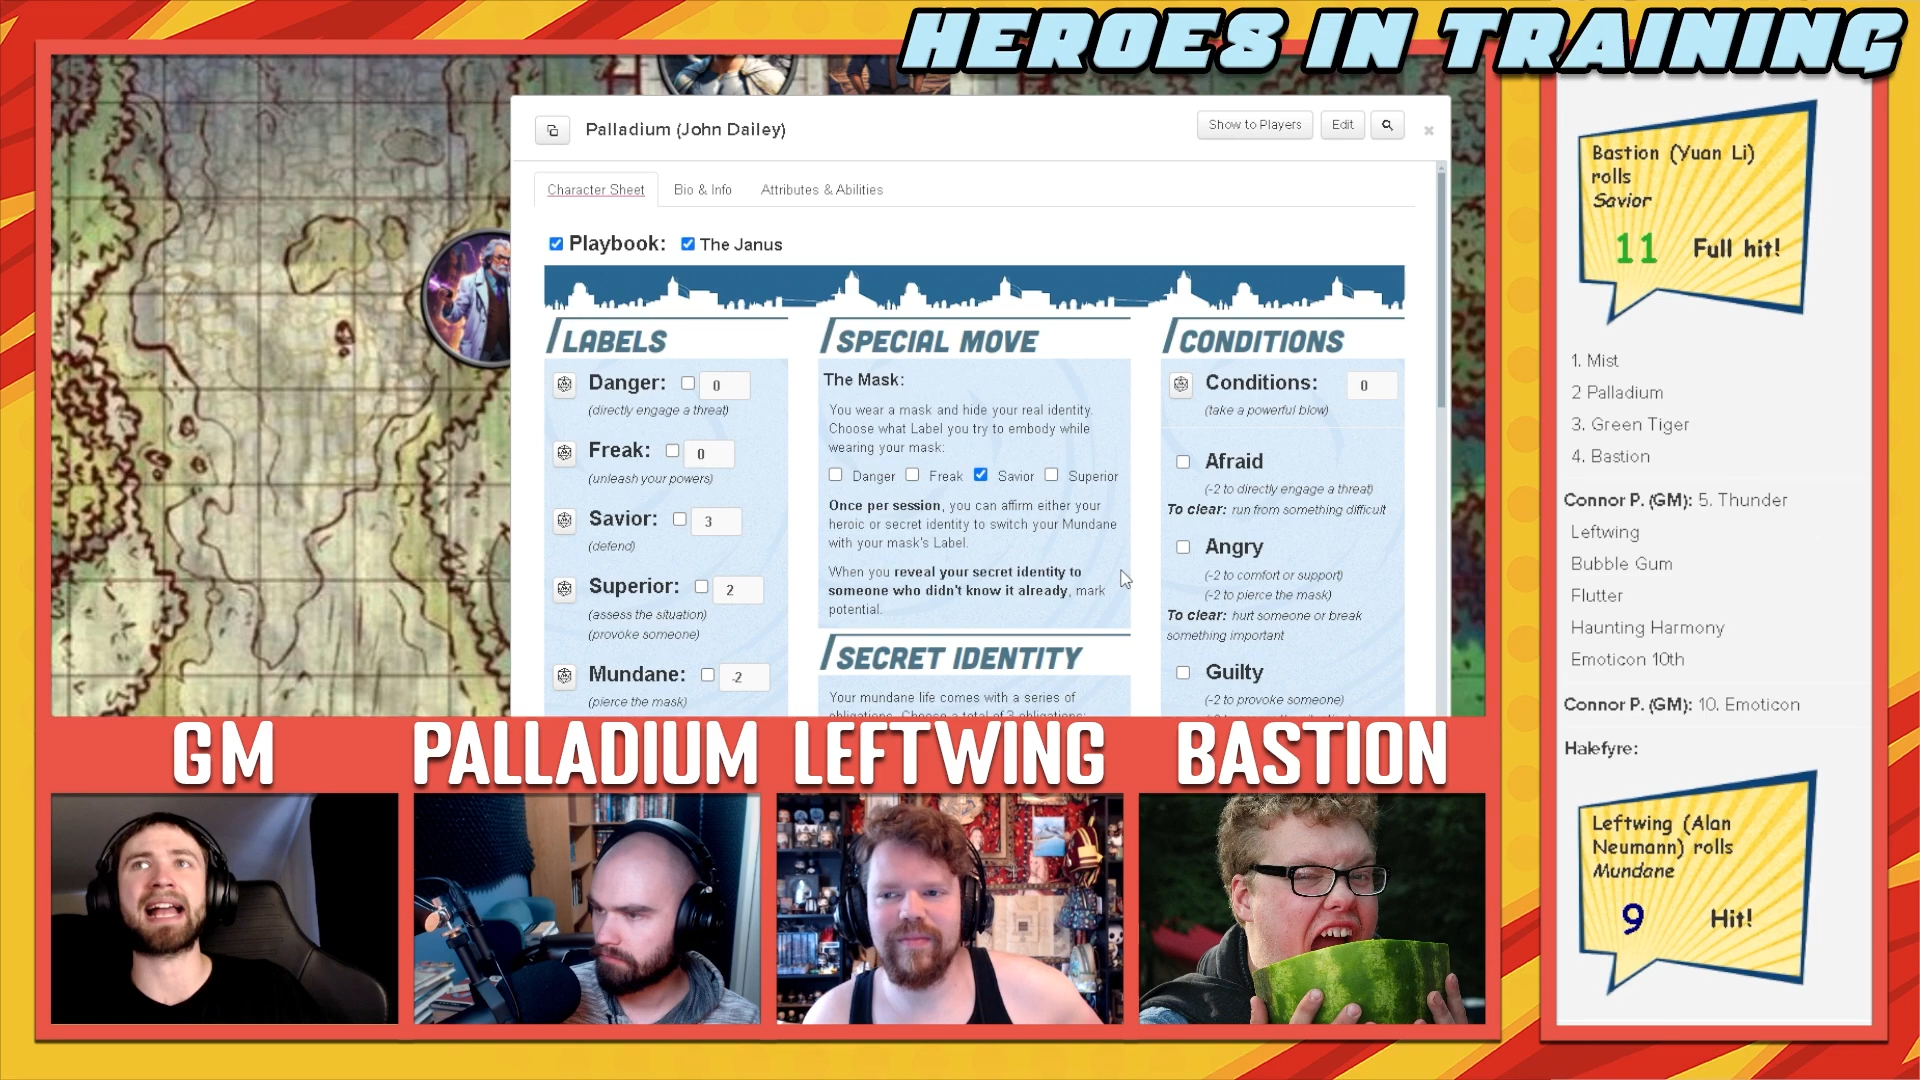 HEROES IN TRAINING
Palladium (John Dailey)
Show to Players
Edit
Character Sheet
Bio & Info
Attributes & Abilities
Playbook:
The Janus
LABELS
Danger:
0
(directly engage a threat)
Freak:
0
(unleash your powers)
Savior:
3
(defend)
Superior:
2
(assess the situation)
(provoke someone)
Mundane:
-2
(pierce the mask)
SPECIAL MOVE
The Mask:
You wear a mask and hide your real identity.
Choose what Label you try to embody while
wearing your mask:
Danger
Freak
Savior
Superior
Once per session, you can affirm either your
heroic or secret identity to switch your Mundane
with your mask's Label.
When you reveal your secret identity to
someone who didn't know it already, mark
potential.
SECRET IDENTITY
Your mundane life comes with a series of
obligations. Choose a total of 3 obligations:
CONDITIONS
Conditions:
0
(take a powerful blow)
Afraid
(-2 to directly engage a threat)
To clear: run from something difficult
Angry
(-2 to comfort or support)
(-2 to pierce the mask)
To clear: hurt someone or break
something important
Guilty
(-2 to provoke someone)
GM
PALLADIUM
LEFTWING
BASTION
Bastion (Yuan Li)
rolls
Savior
11 Full hit!
1. Mist
2 Palladium
3. Green Tiger
4. Bastion
Connor P. (GM): 5. Thunder
Leftwing
Bubble Gum
Flutter
Haunting Harmony
Emoticon 10th
Connor P. (GM): 10. Emoticon
Halefyre:
Leftwing (Alan
Neumann) rolls
Mundane
9 Hit!